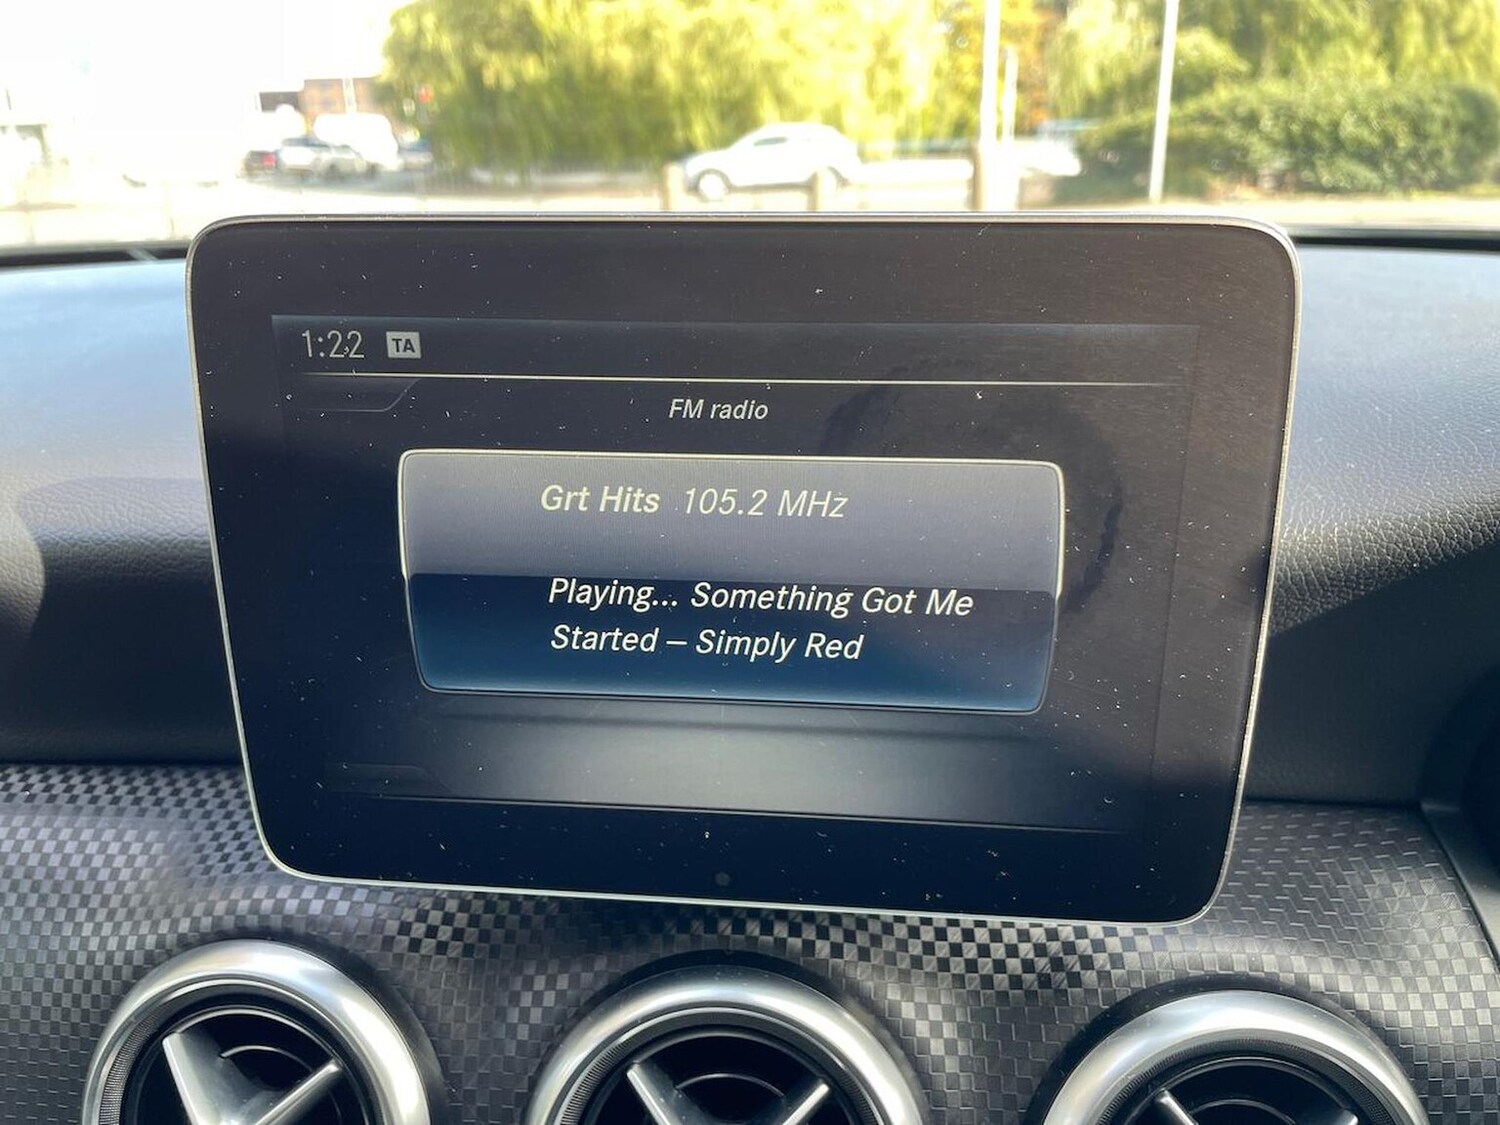 1:22 TA
FM radio
Grt Hits 105.2 MHz
Playing... Something Got Me
Started – Simply Red